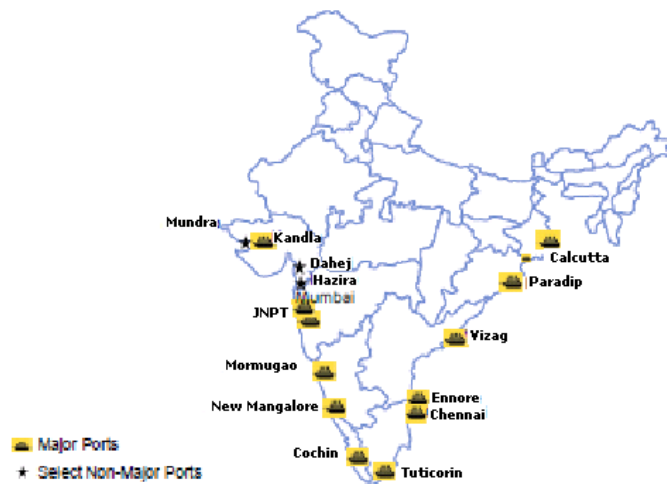 Mundra
Kandla
Calcutta
Dahej
Hazira
Paradip
Mumbai
JNPT
Vizag
Mormugao
Ennore
New Mangalore
Chennai
Major Ports
Cochin
Tuticorin
Select Non-Major Ports